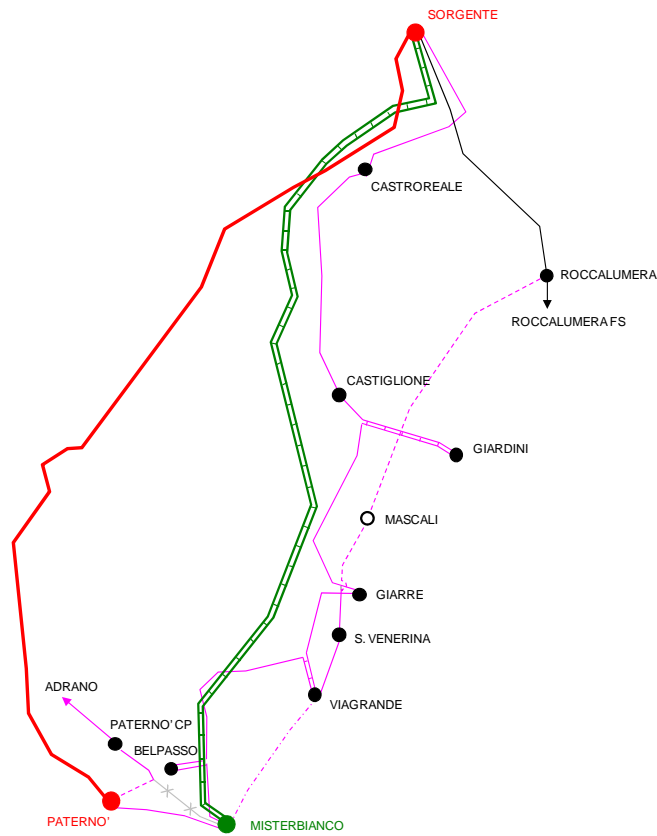 SORGENTE
CASTROREALE
ROCCALUMERA
ROCCALUMERA FS
CASTIGLIONE
GIARDINI
MASCALI
GIARRE
S. VENERINA
ADRANO
VIAGRANDE
PATERNO' CP
BELPASSO
PATERNO'
MISTERBIANCO